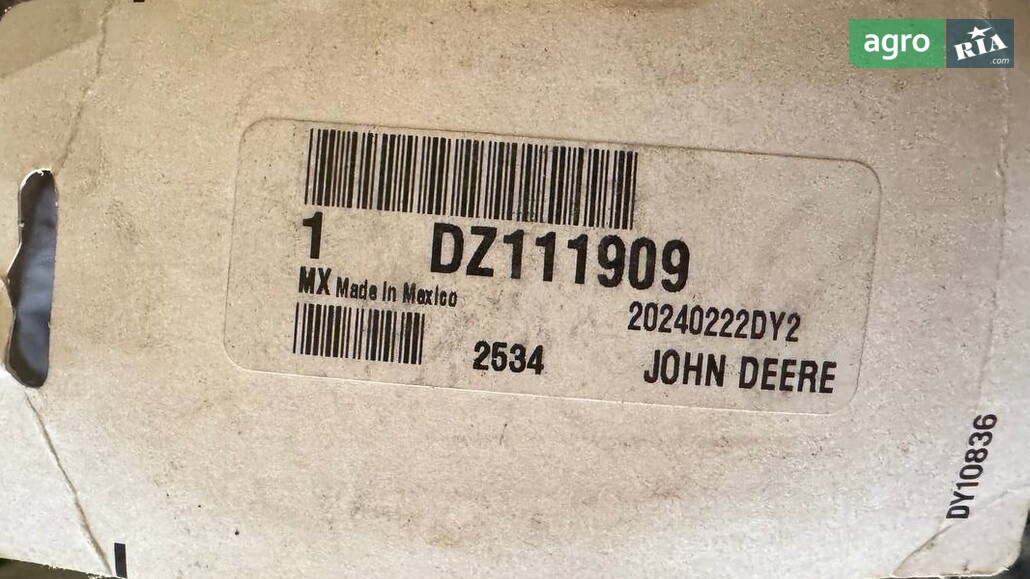 agro RIA .com
1 DZ111909
MX Made in Mexico
20240222DY2
2534 JOHN DEERE
DY10836